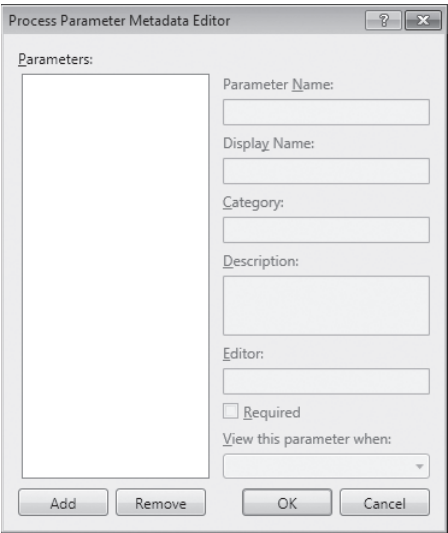 Process Parameter Metadata Editor
?
Parameters:
Parameter Name:
Display Name:
Category:
Description:
Editor:
Required
View this parameter when:
Add Remove OK Cancel